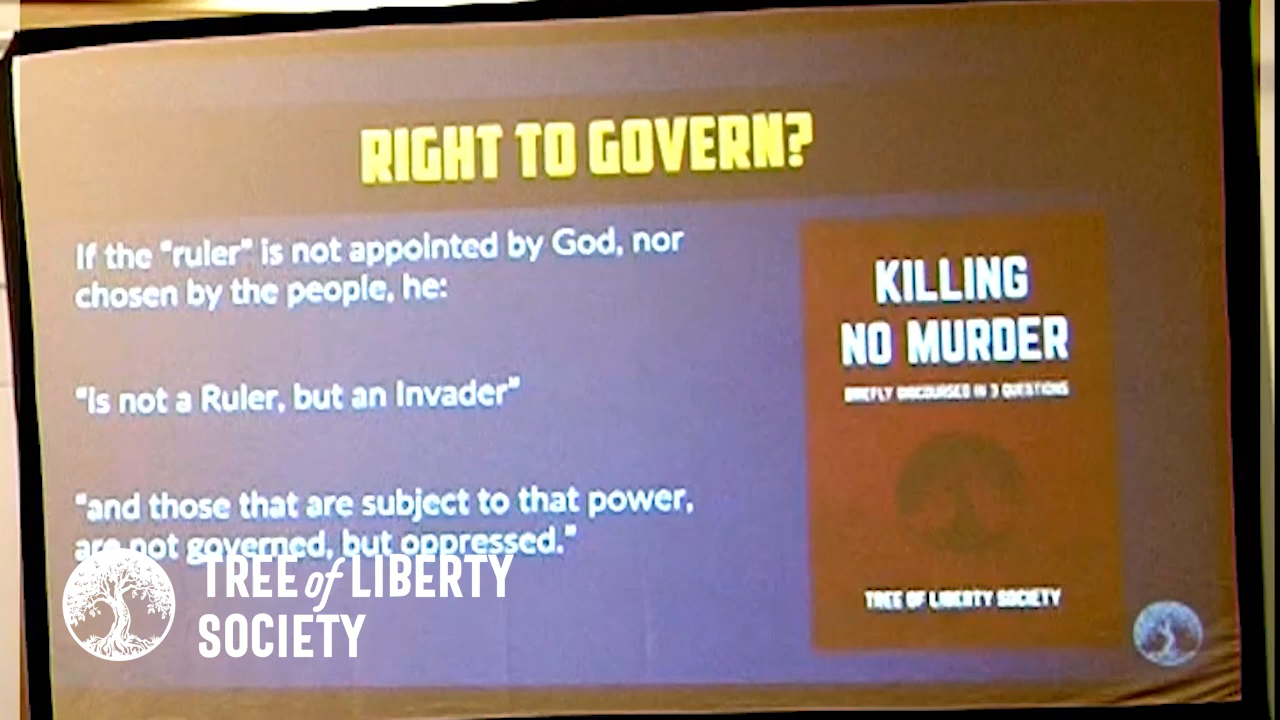 RIGHT TO GOVERN?
If the "ruler" is not appointed by God, nor
chosen by the people, he:
"is not a Ruler, but an Invader"
"and those that are subject to that power,
are not governed, but oppressed."
KILLING
NO MURDER
BRIEFLY DISCOURSED IN 3 QUESTIONS
TREE OF LIBERTY SOCIETY
TREE of LIBERTY
SOCIETY